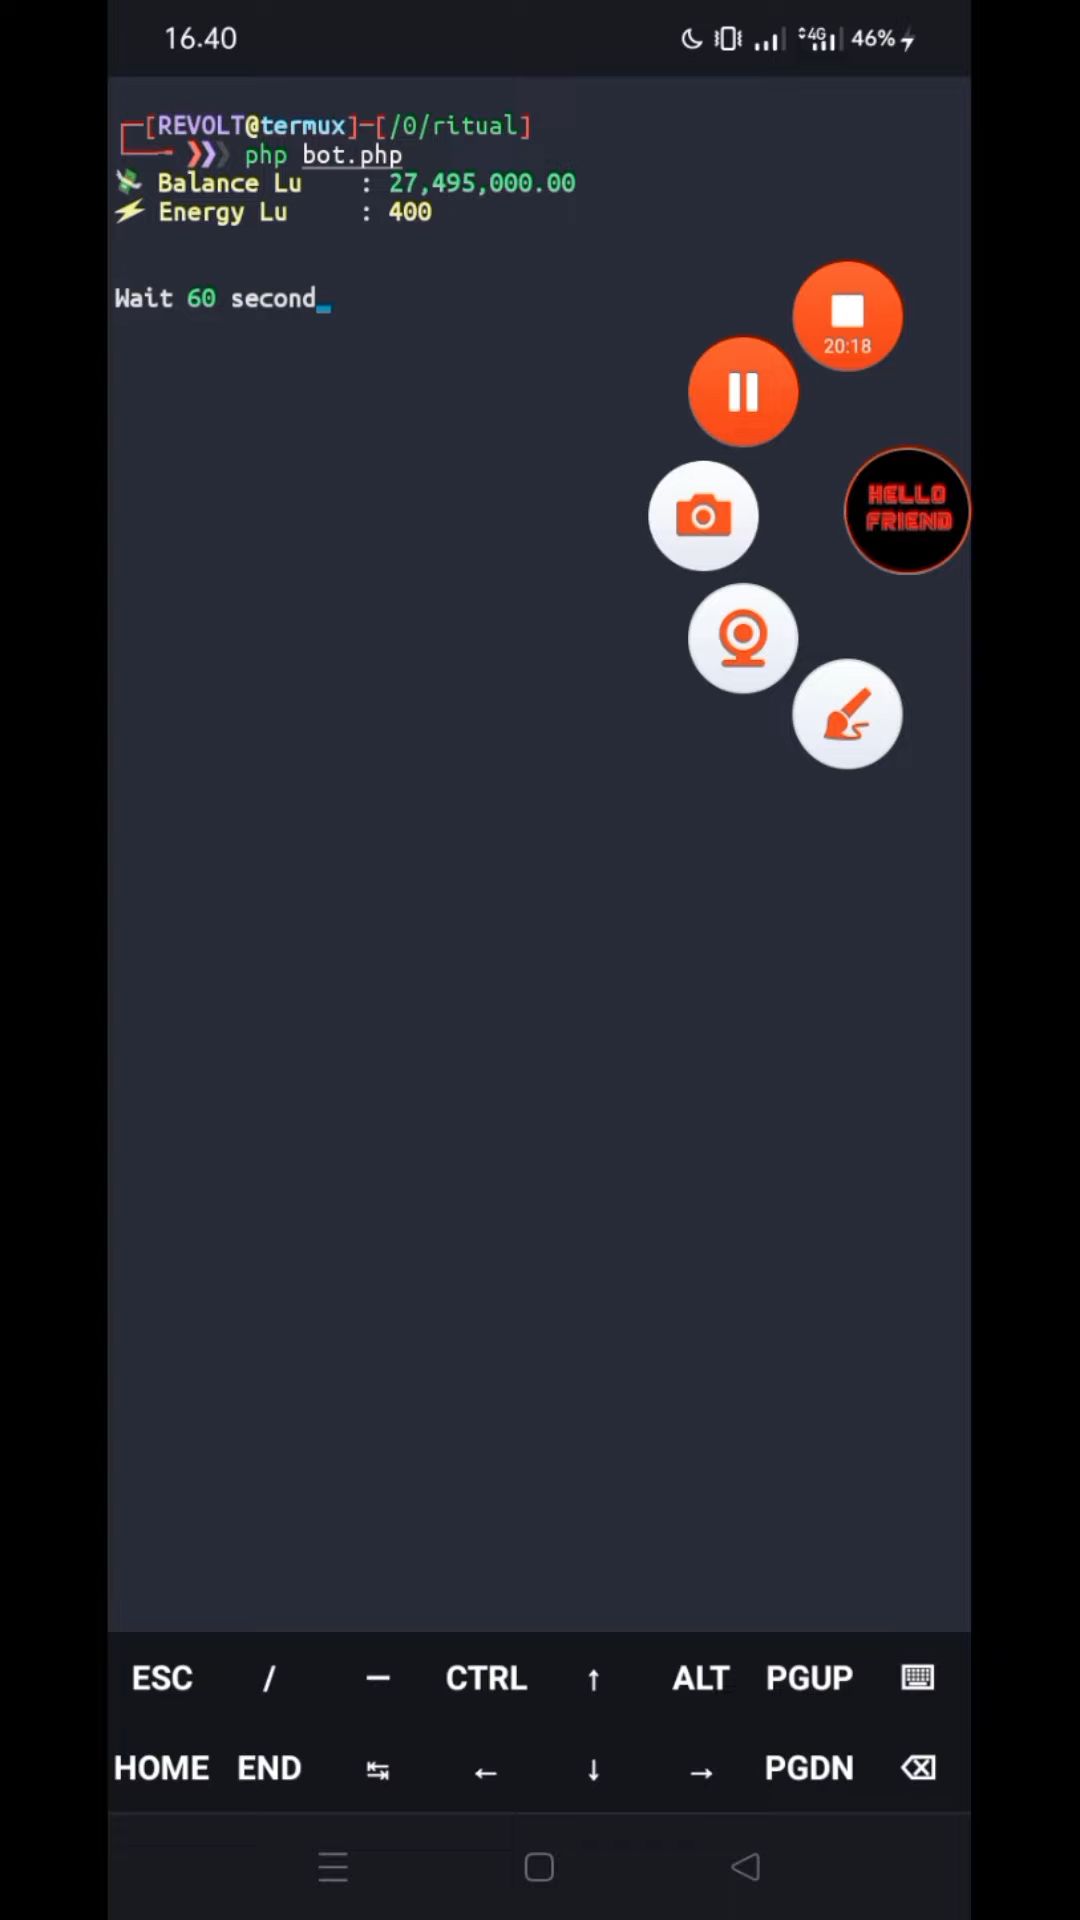 16.40
4G 46%
[REVOLT@termux]-[/0/ritual]
php bot.php
Balance Lu : 27,495,000.00
Energy Lu : 400
Wait 60 second
20:18
HELLO
FRIEND
ESC / — CTRL ↑ ALT PGUP
HOME END ↹ ← ↓ → PGDN